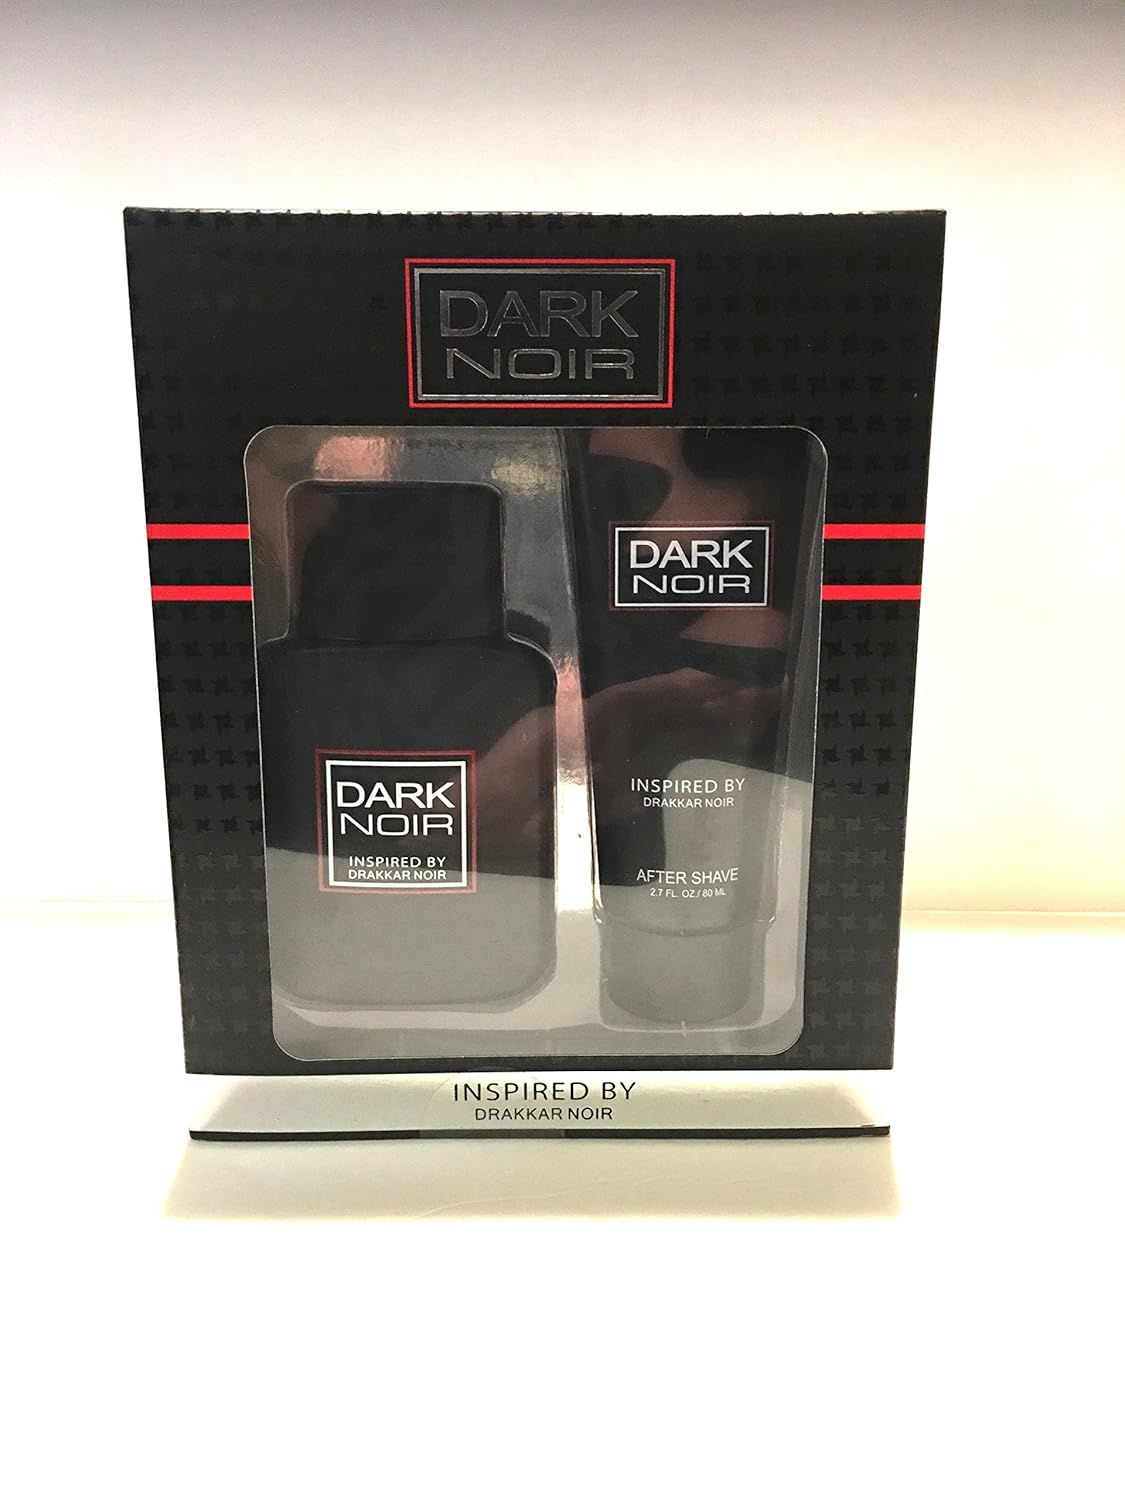 DARK
NOIR
DARK
NOIR
INSPIRED BY
DRAKKAR NOIR
DARK
NOIR
INSPIRED BY
DRAKKAR NOIR
AFTER SHAVE
2.7 FL. OZ./ 80 ML
INSPIRED BY
DRAKKAR NOIR